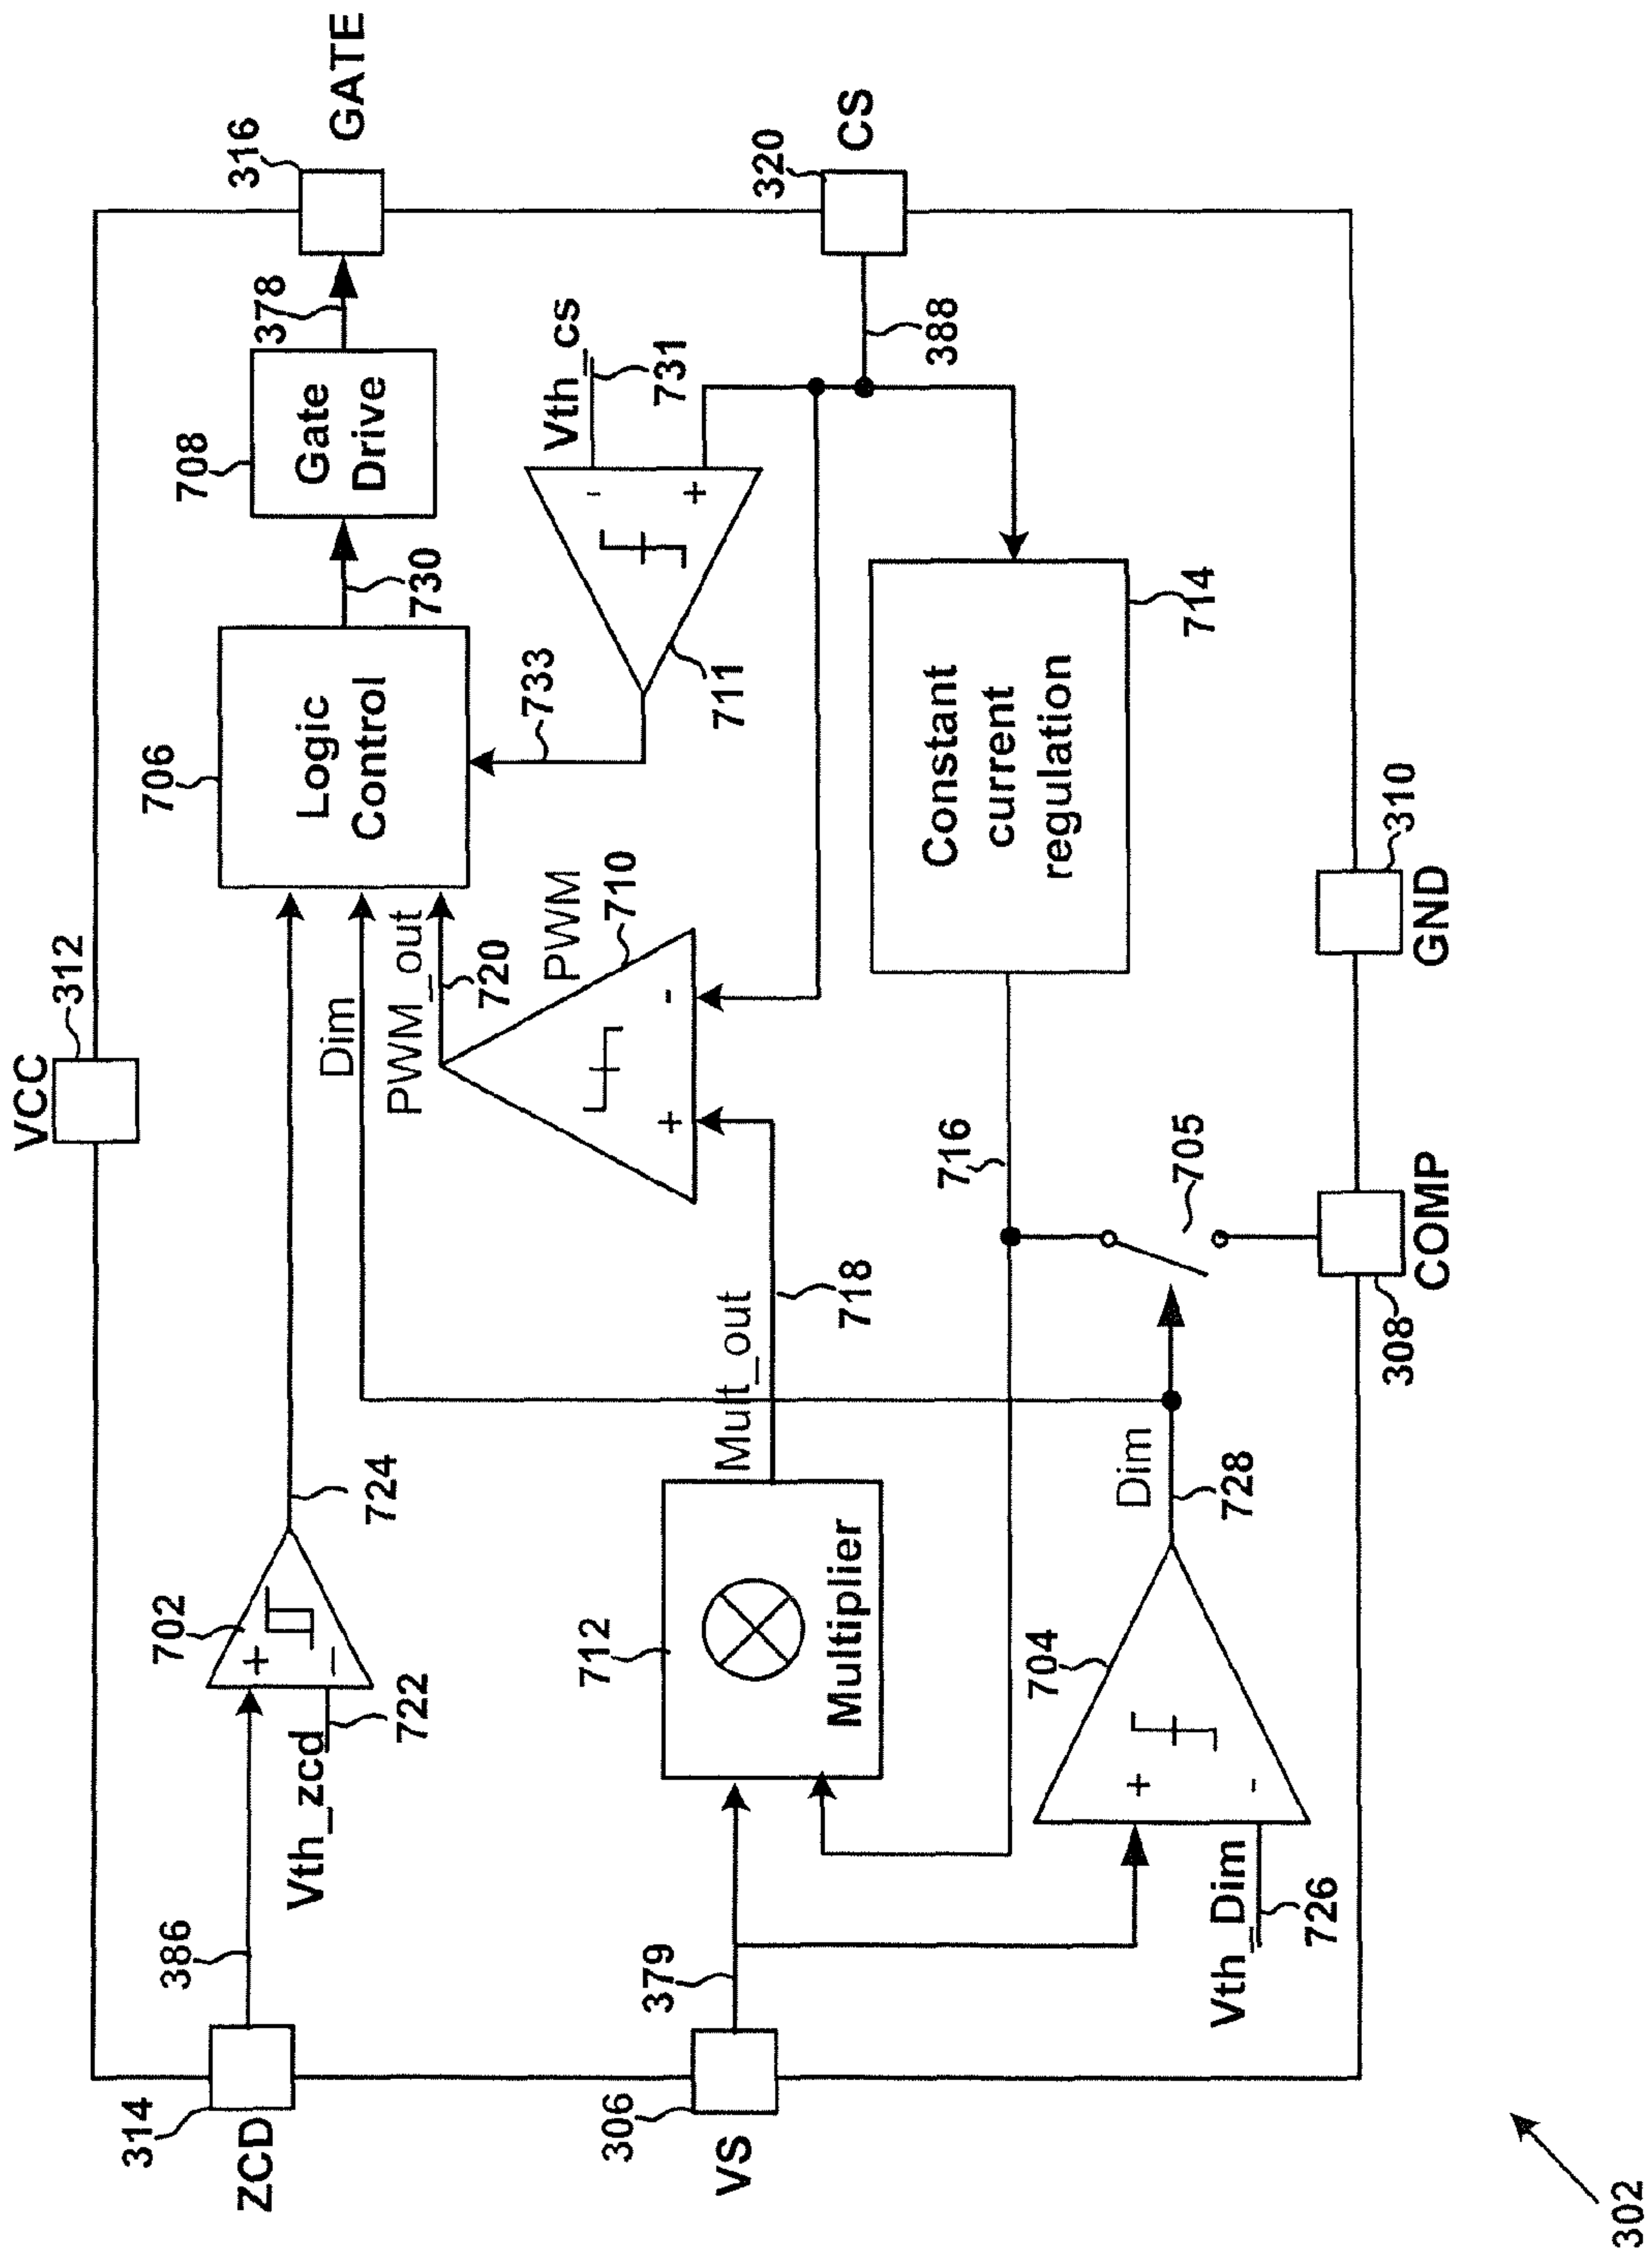 VCC
312
314
ZCD
386
Vth_zcd
722
702
+
−
724
Dim
PWM_out
720
PWM
710
+
-
706
Logic
Control
730
708
Gate
Drive
378
316
GATE
733
711
-
+
Vth_cs
731
320
CS
388
306
VS
379
712
Multiplier
Mult_out
718
716
Constant
current
regulation
714
704
+
-
Vth_Dim
726
Dim
728
705
308
COMP
310
GND
302